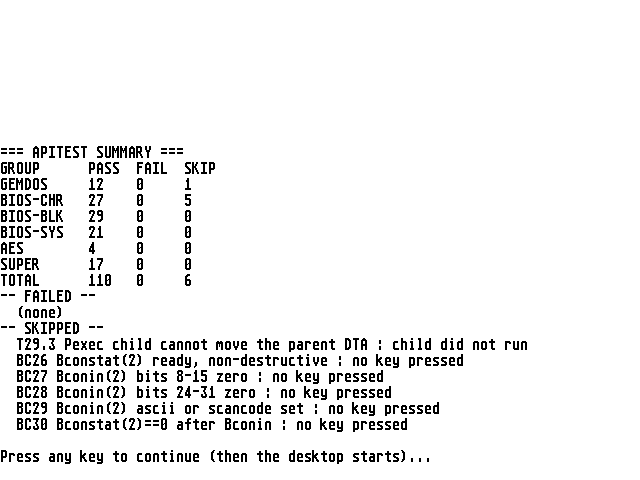 === APITEST SUMMARY ===
GROUP      PASS  FAIL  SKIP
GEMDOS     12    0     1
BIOS-CHR   27    0     5
BIOS-BLK   29    0     0
BIOS-SYS   21    0     0
AES        4     0     0
SUPER      17    0     0
TOTAL      110   0     6
-- FAILED --
  (none)
-- SKIPPED --
  T29.3 Pexec child cannot move the parent DTA : child did not run
  BC26 Bconstat(2) ready, non-destructive : no key pressed
  BC27 Bconin(2) bits 8-15 zero : no key pressed
  BC28 Bconin(2) bits 24-31 zero : no key pressed
  BC29 Bconin(2) ascii or scancode set : no key pressed
  BC30 Bconstat(2)==0 after Bconin : no key pressed
Press any key to continue (then the desktop starts)...